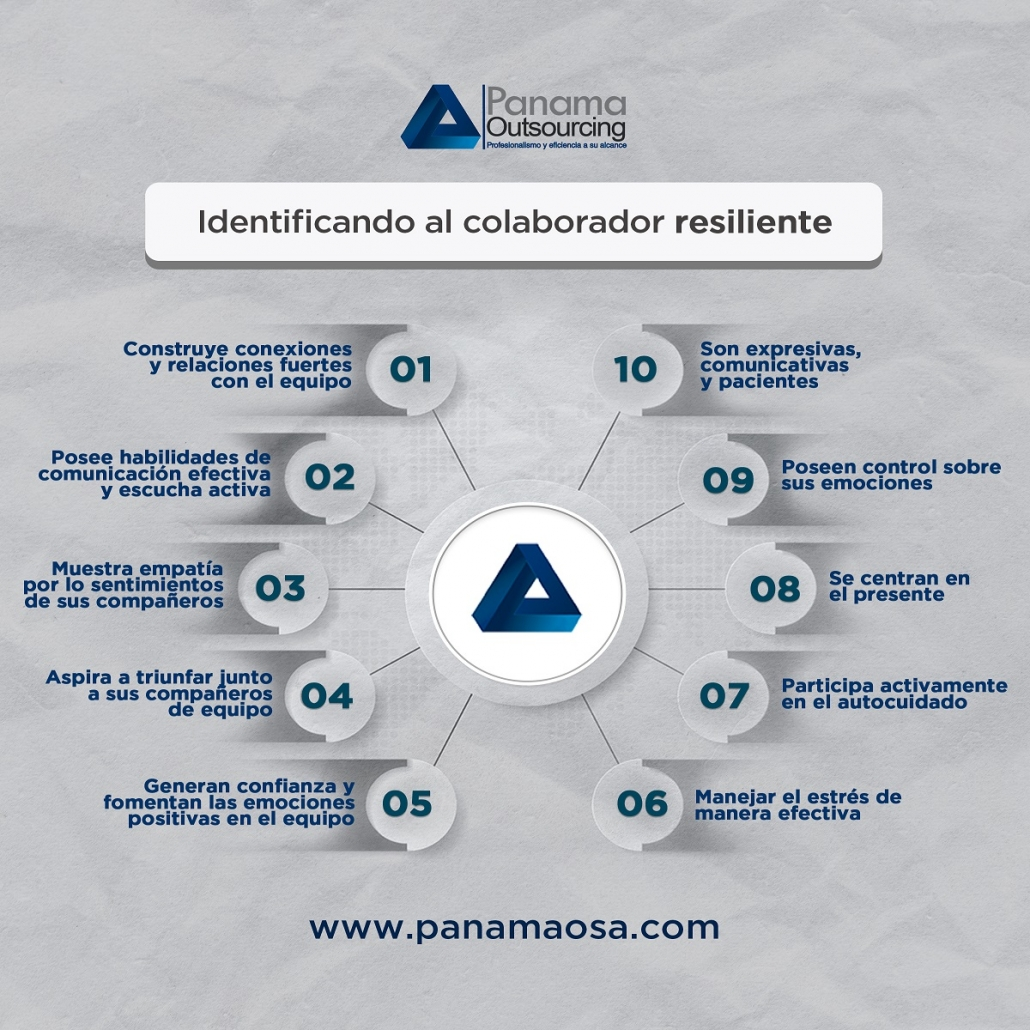 Panama
Outsourcing
Profesionalismo y eficiencia a su alcance
Identificando al colaborador resiliente
01
Construye conexiones
y relaciones fuertes
con el equipo
02
Posee habilidades de
comunicación efectiva
y escucha activa
03
Muestra empatía
por lo sentimientos
de sus compañeros
04
Aspira a triunfar junto
a sus compañeros
de equipo
05
Generan confianza y
fomentan las emociones
positivas en el equipo
06
Manejar el estrés de
manera efectiva
07
Participa activamente
en el autocuidado
08
Se centran en
el presente
09
Poseen control sobre
sus emociones
10
Son expresivas,
comunicativas
y pacientes
www.panamaosa.com